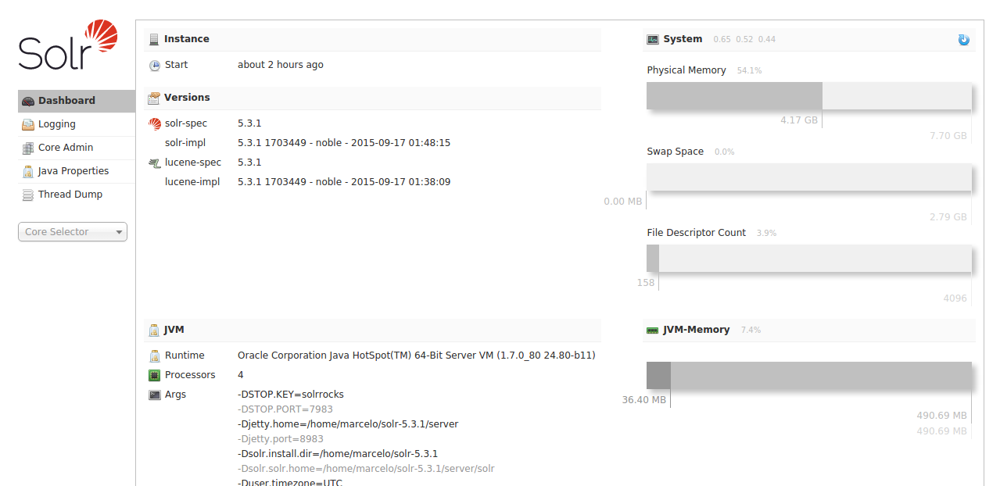 Solr
Dashboard
Logging
Core Admin
Java Properties
Thread Dump
Core Selector
Instance
Start about 2 hours ago
Versions
solr-spec 5.3.1
solr-impl 5.3.1 1703449 - noble - 2015-09-17 01:48:15
lucene-spec 5.3.1
lucene-impl 5.3.1 1703449 - noble - 2015-09-17 01:38:09
System 0.65 0.52 0.44
Physical Memory 54.1%
4.17 GB
7.70 GB
Swap Space 0.0%
0.00 MB
2.79 GB
File Descriptor Count 3.9%
158
4096
JVM
Runtime Oracle Corporation Java HotSpot(TM) 64-Bit Server VM (1.7.0_80 24.80-b11)
Processors 4
Args -DSTOP.KEY=solrrocks
-DSTOP.PORT=7983
-Djetty.home=/home/marcelo/solr-5.3.1/server
-Djetty.port=8983
-Dsolr.install.dir=/home/marcelo/solr-5.3.1
-Dsolr.solr.home=/home/marcelo/solr-5.3.1/server/solr
-Duser.timezone=UTC
JVM-Memory 7.4%
36.40 MB
490.69 MB
490.69 MB